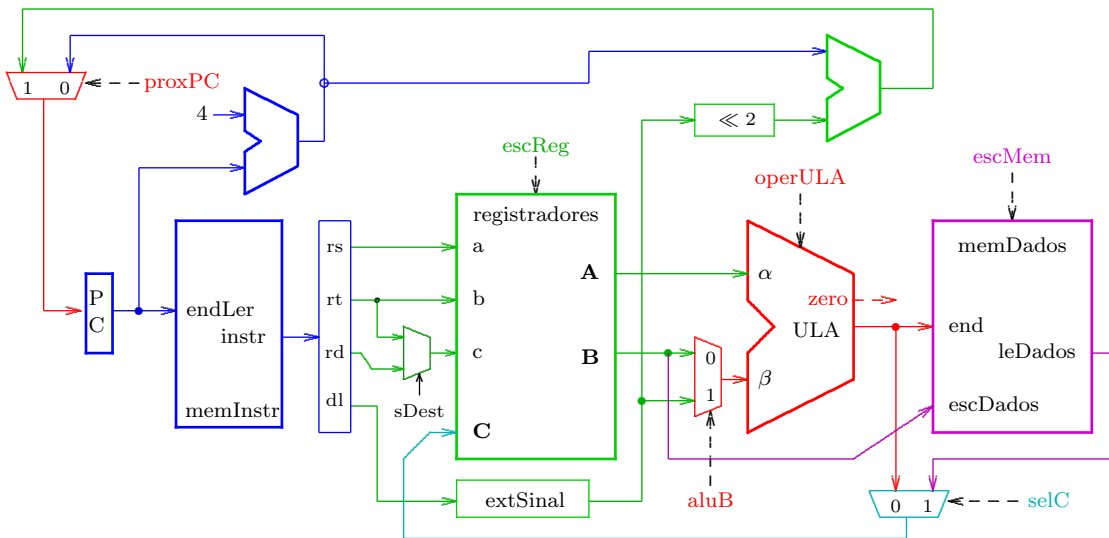 1 0
proxPC
4
≪ 2
escReg
operULA
escMem
registradores
memDados
rs
a
rt
b
rd
c
dl
sDest
C
A
B
P
C
endLer
instr
memInstr
α
β
zero
ULA
0
1
end
leDados
escDados
extSinal
aluB
0 1
selC